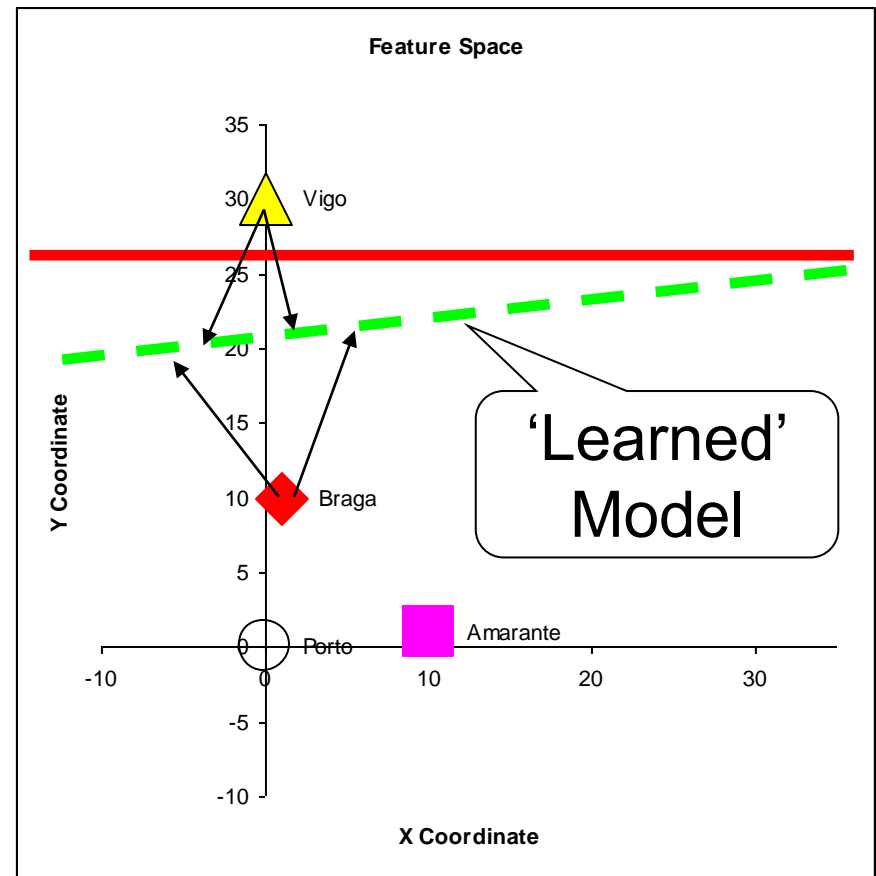 Feature Space
35
30
Vigo
25
20
‘Learned’
Model
15
Y Coordinate
10
Braga
5
Amarante
0
Porto
-10
0
10
20
30
-5
-10
X Coordinate